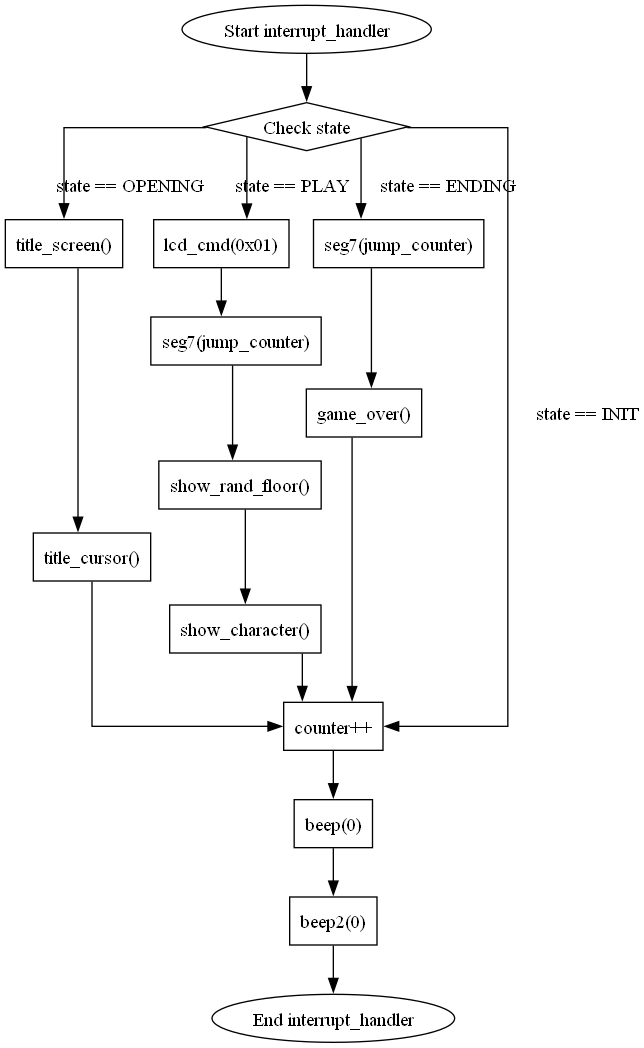 Start interrupt_handler
Check state
state == OPENING
state == PLAY
state == ENDING
title_screen()
lcd_cmd(0x01)
seg7(jump_counter)
seg7(jump_counter)
game_over()
state == INIT
show_rand_floor()
title_cursor()
show_character()
counter++
beep(0)
beep2(0)
End interrupt_handler